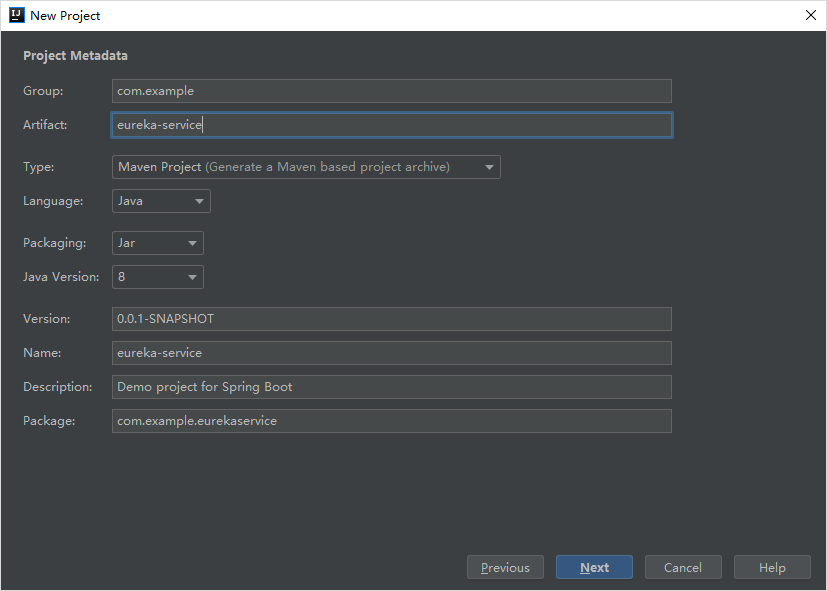 New Project
Project Metadata
Group: com.example
Artifact: eureka-service
Type: Maven Project (Generate a Maven based project archive)
Language: Java
Packaging: Jar
Java Version: 8
Version: 0.0.1-SNAPSHOT
Name: eureka-service
Description: Demo project for Spring Boot
Package: com.example.eurekaservice
Previous Next Cancel Help